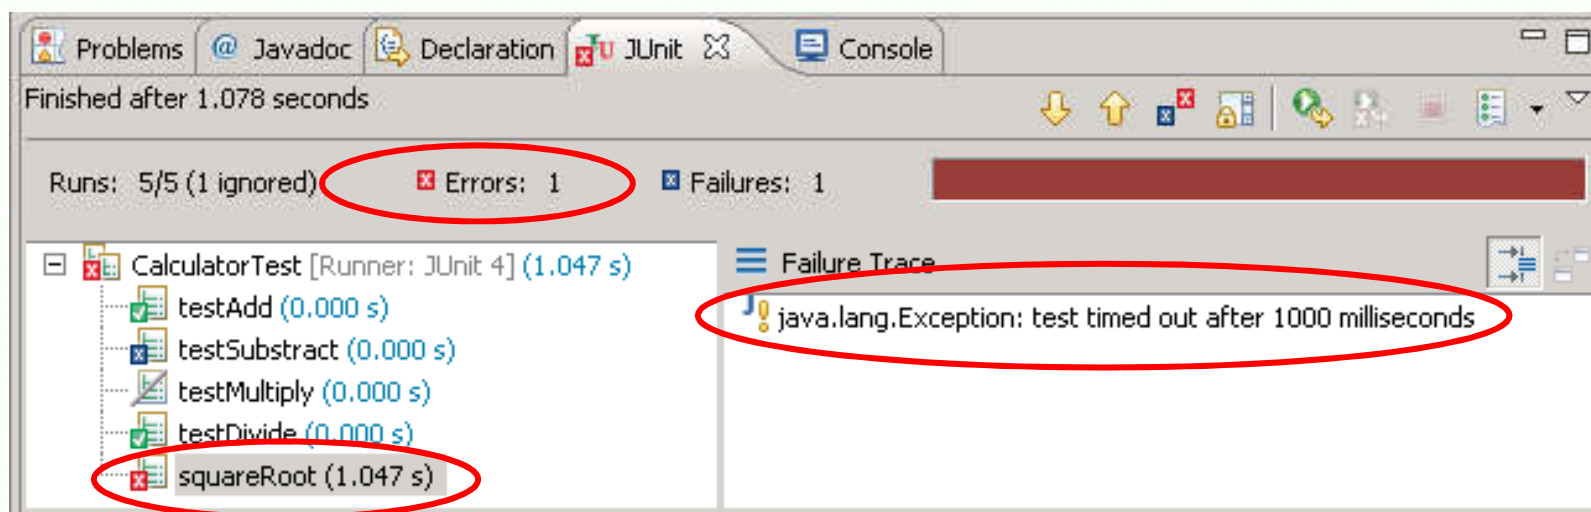 Problems @ Javadoc Declaration JUnit Console
Finished after 1.078 seconds
Runs: 5/5 (1 ignored) Errors: 1 Failures: 1
CalculatorTest [Runner: JUnit 4] (1.047 s)
testAdd (0.000 s)
testSubstract (0.000 s)
testMultiply (0.000 s)
testDivide (0.000 s)
squareRoot (1.047 s)
Failure Trace
java.lang.Exception: test timed out after 1000 milliseconds